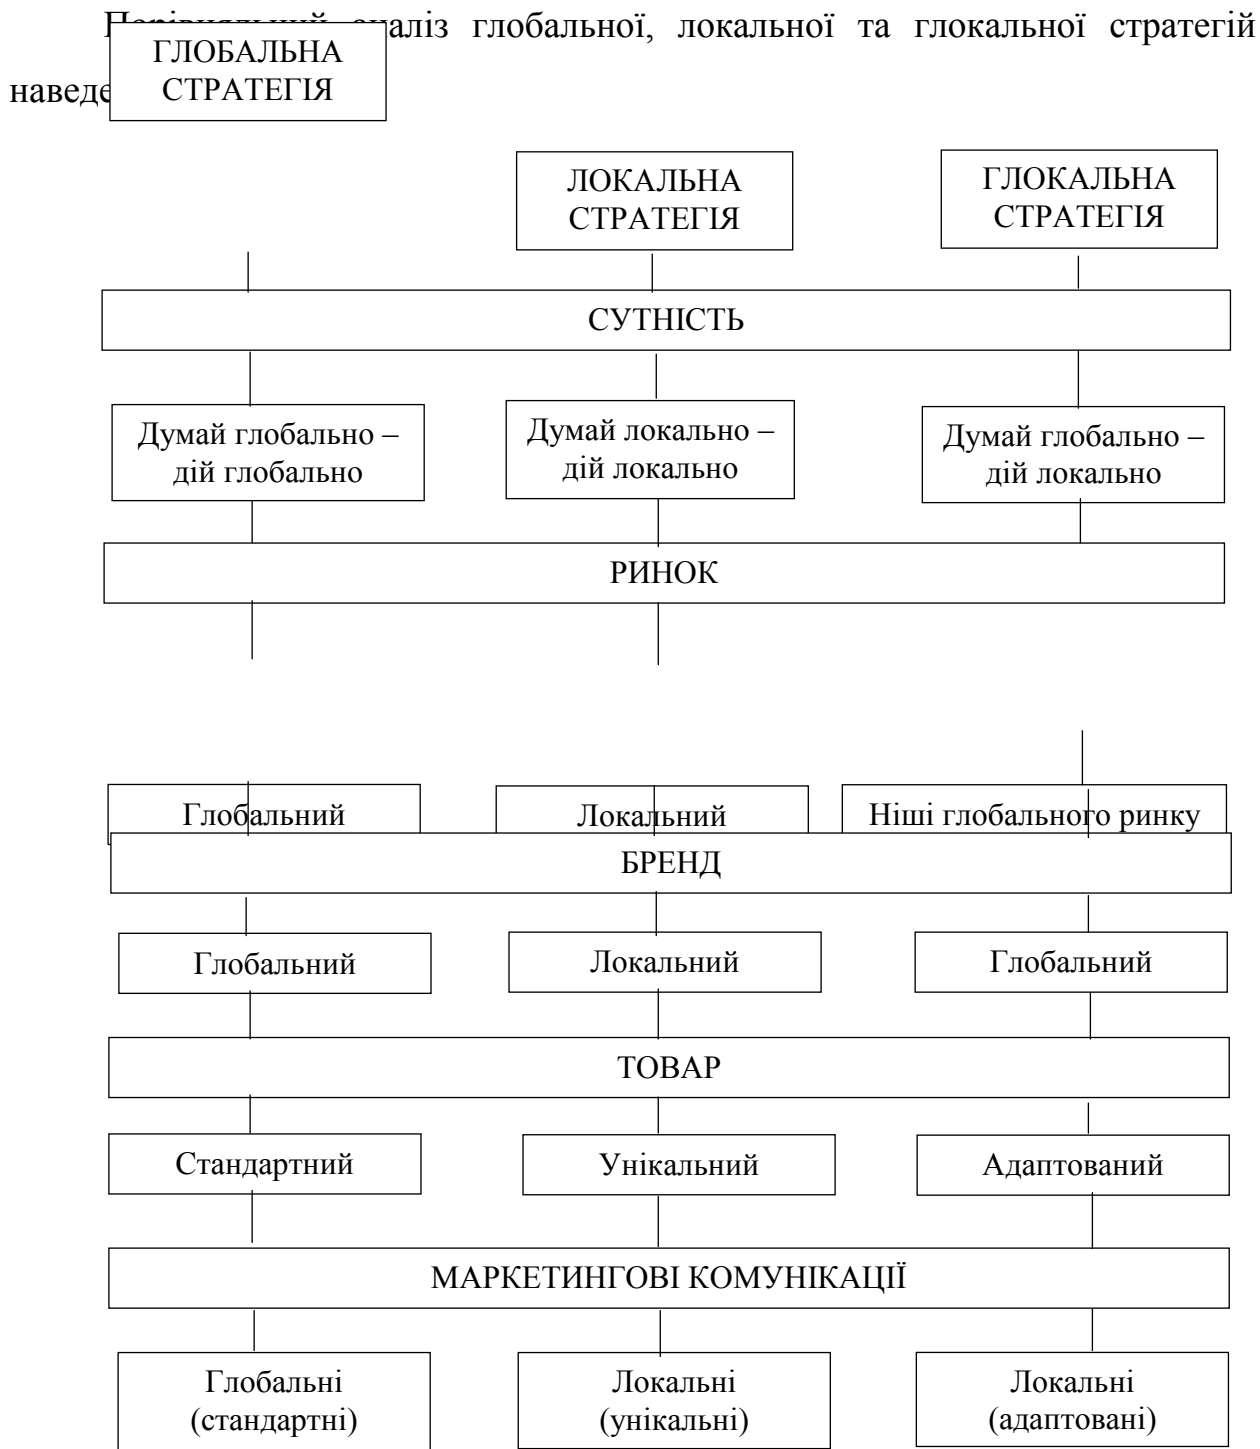 аліз глобальної, локальної та глокальної стратегій
наведе
ГЛОБАЛЬНА
СТРАТЕГІЯ
ЛОКАЛЬНА
СТРАТЕГІЯ
ГЛОКАЛЬНА
СТРАТЕГІЯ
СУТНІСТЬ
Думай глобально –
дій глобально
Думай локально –
дій локально
Думай глобально –
дій локально
РИНОК
Глобальний
Локальний
Ніші глобального ринку
БРЕНД
Глобальний
Локальний
Глобальний
ТОВАР
Стандартний
Унікальний
Адаптований
МАРКЕТИНГОВІ КОМУНІКАЦІЇ
Глобальні
(стандартні)
Локальні
(унікальні)
Локальні
(адаптовані)